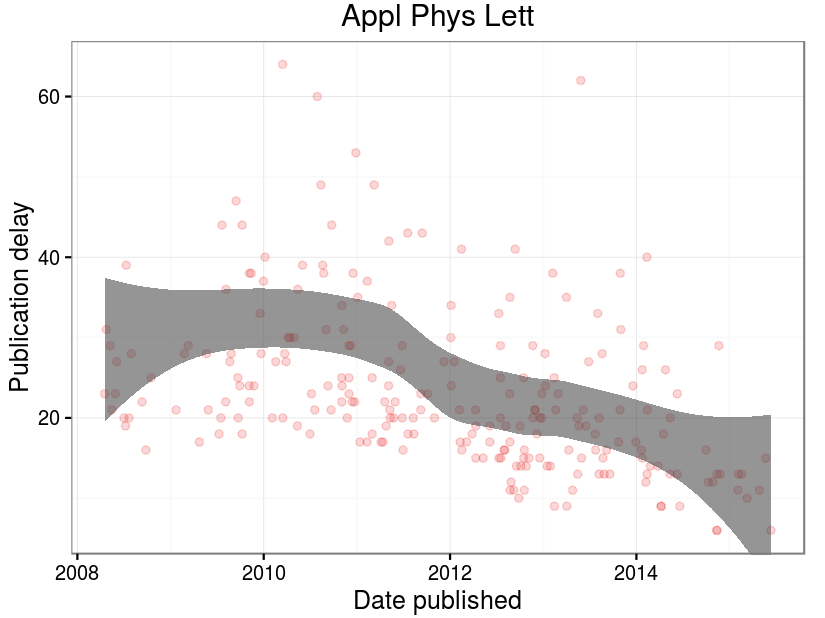 Appl Phys Lett
Publication delay
60
40
20
2008 2010 2012 2014
Date published